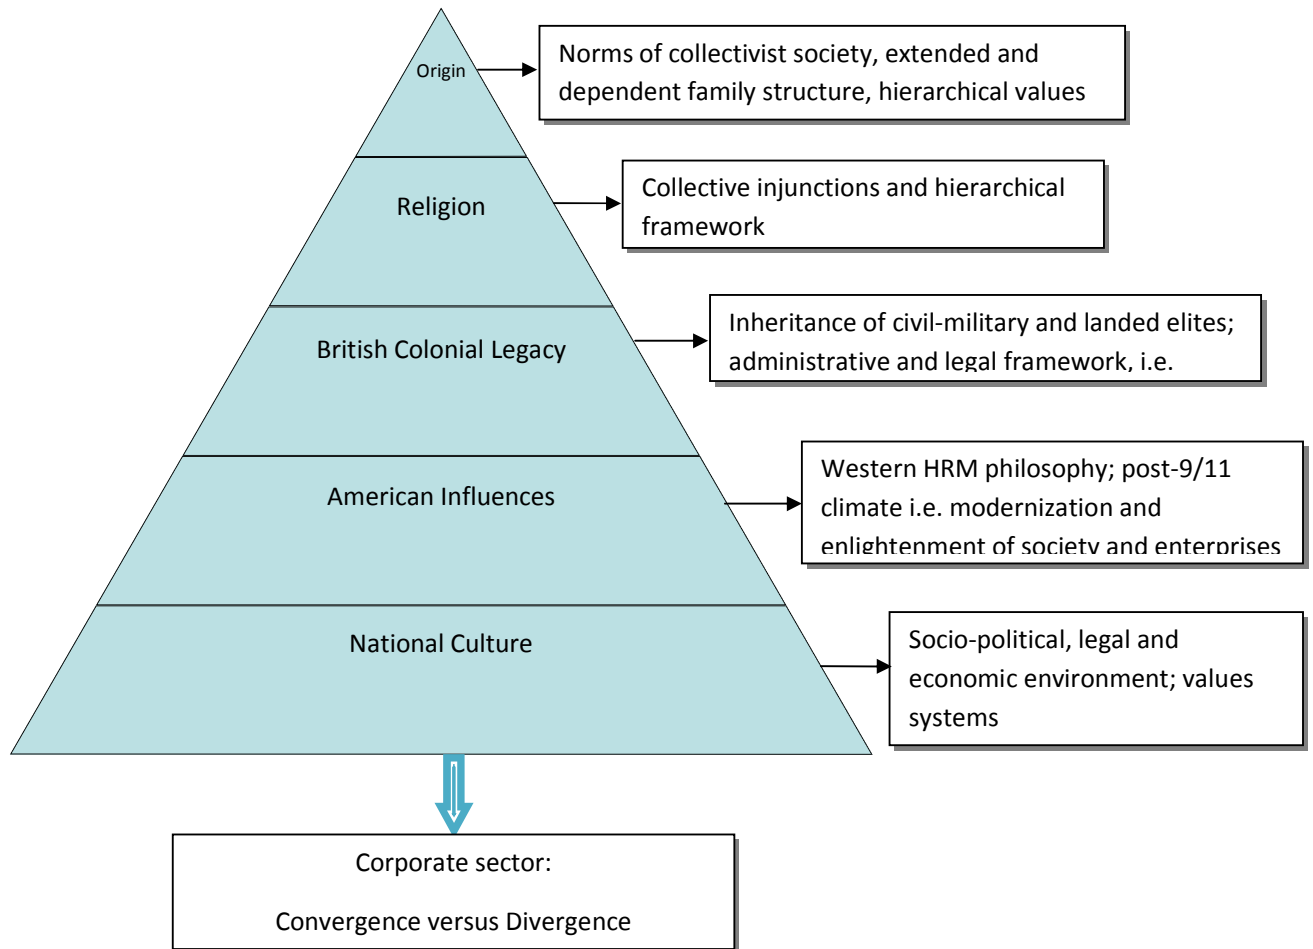 Origin
Norms of collectivist society, extended and
dependent family structure, hierarchical values
Religion
Collective injunctions and hierarchical
framework
British Colonial Legacy
Inheritance of civil-military and landed elites;
administrative and legal framework, i.e.
American Influences
Western HRM philosophy; post-9/11
climate i.e. modernization and
enlightenment of society and enterprises
National Culture
Socio-political, legal and
economic environment; values
systems
Corporate sector:
Convergence versus Divergence